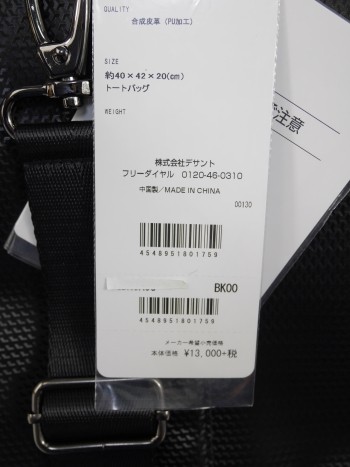 QUALITY
合成皮革 (PU加工)
SIZE
約40×42×20(cm)
トートバッグ
WEIGHT
ご注意
株式会社デサント
フリーダイヤル 0120-46-0310
中国製/MADE IN CHINA
00130
4548951801759
BK00
4548951801759
メーカー希望小売価格
本体価格 ¥13,000+税